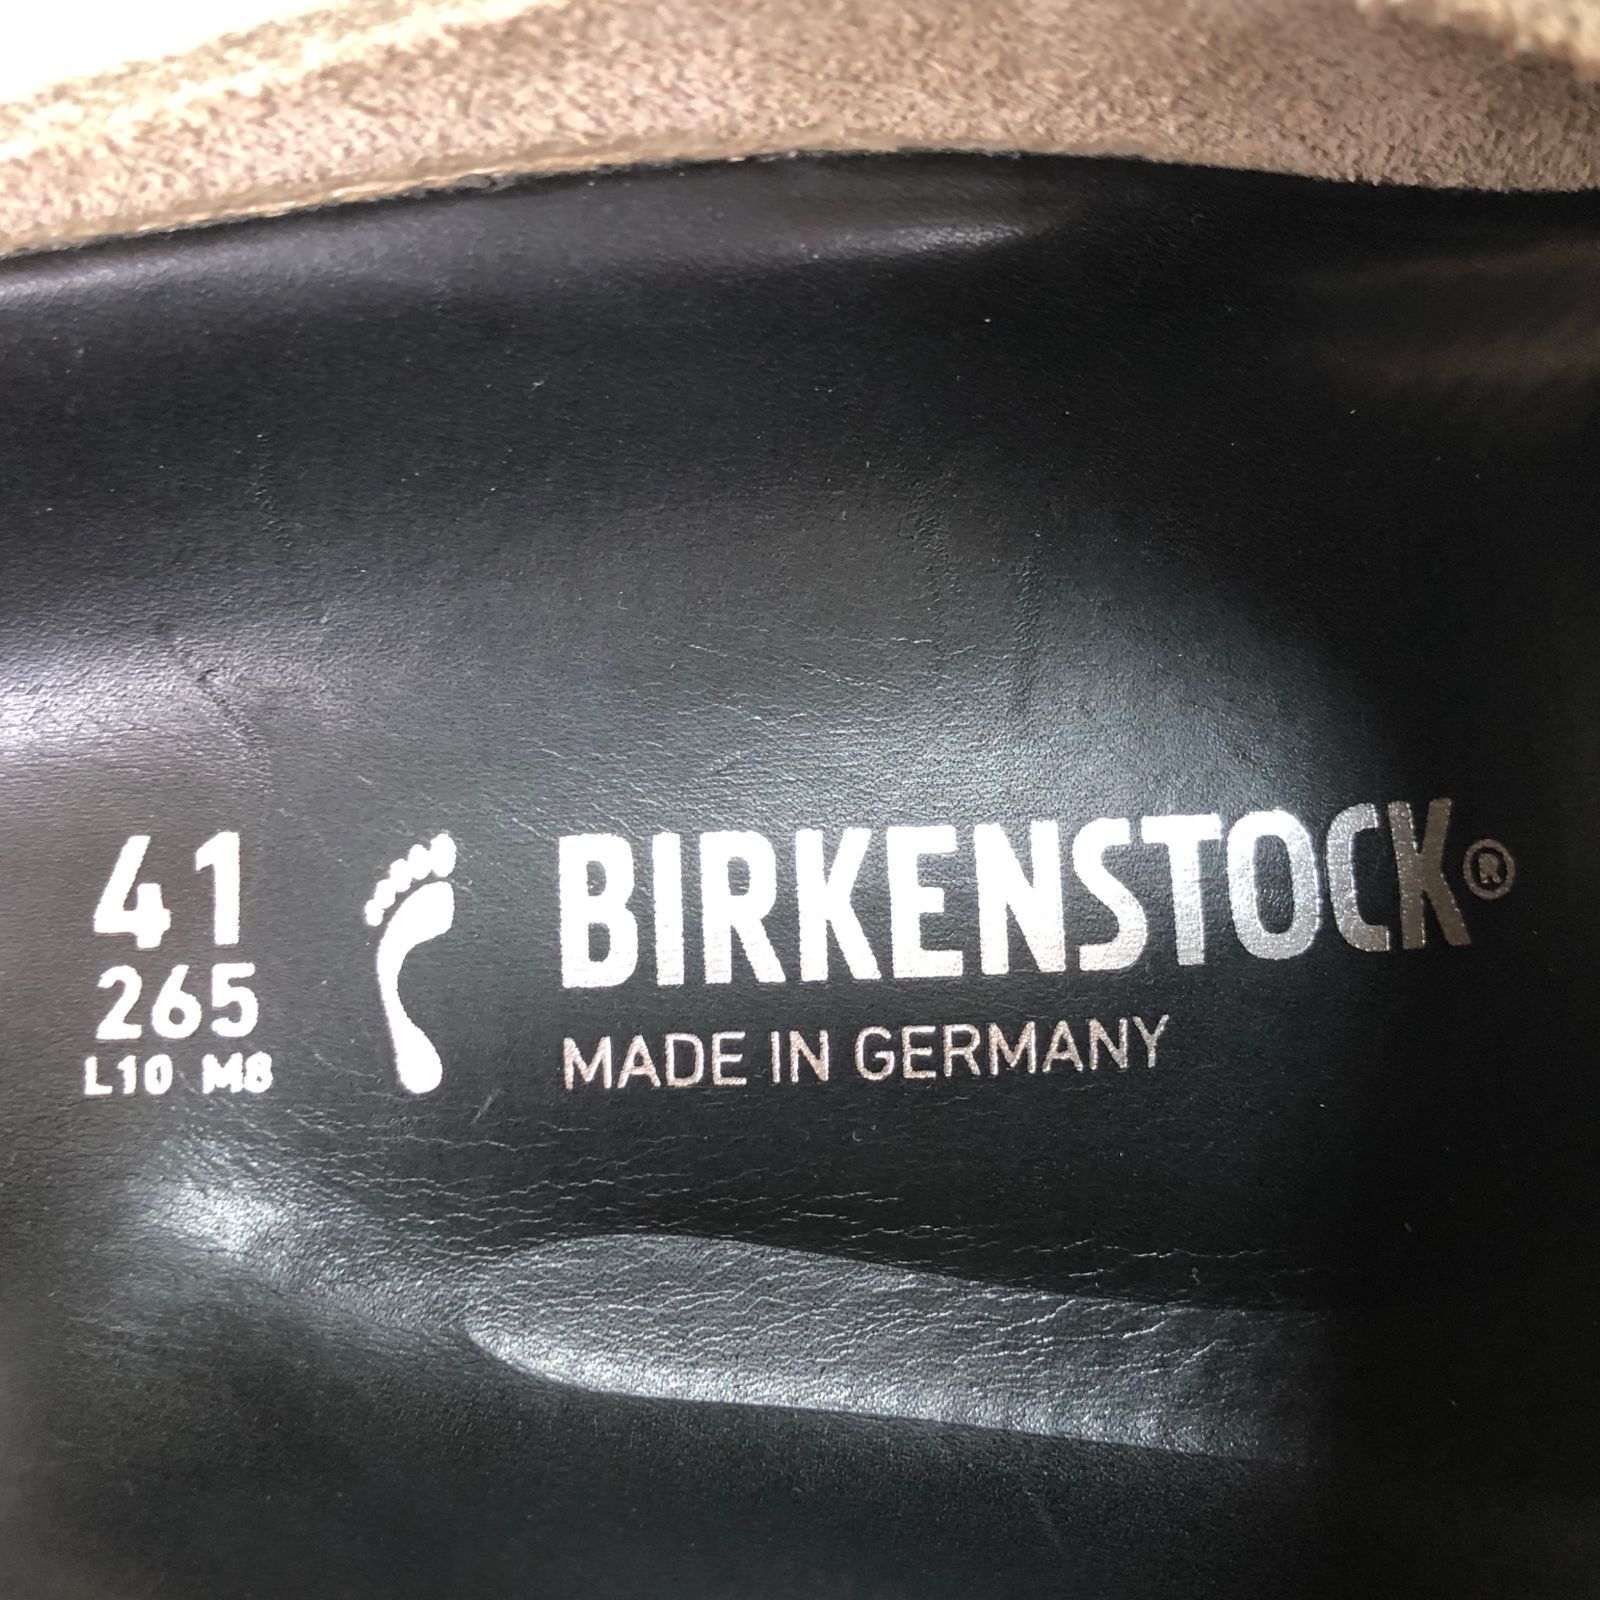 41
265
L10 M8
BIRKENSTOCK®
MADE IN GERMANY